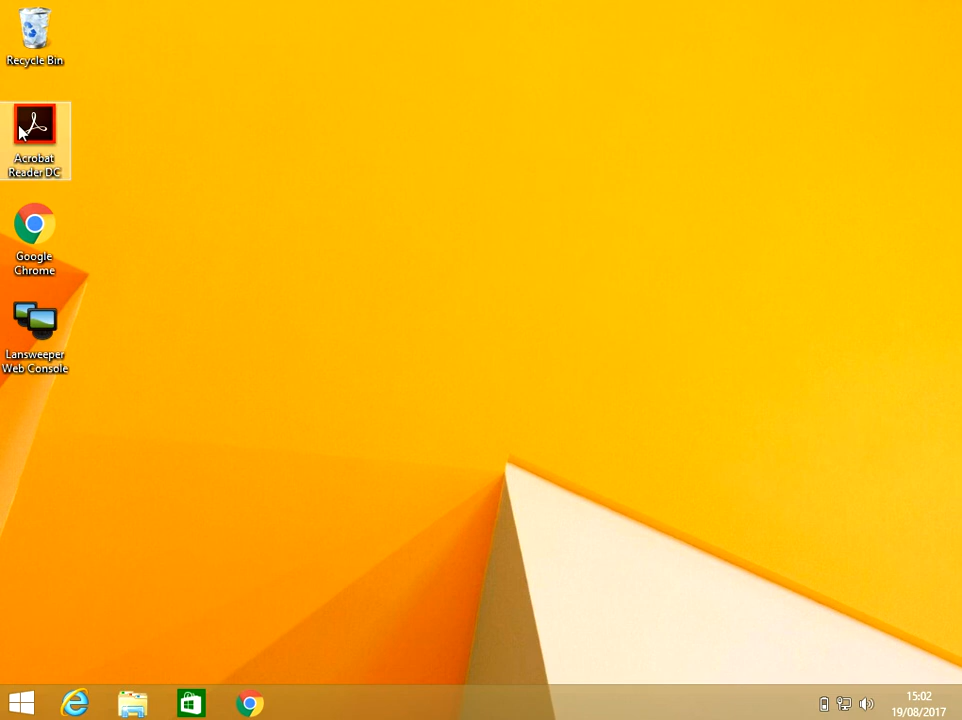 Recycle Bin
Acrobat
Reader DC
Google
Chrome
Lansweeper
Web Console
15:02
19/08/2017